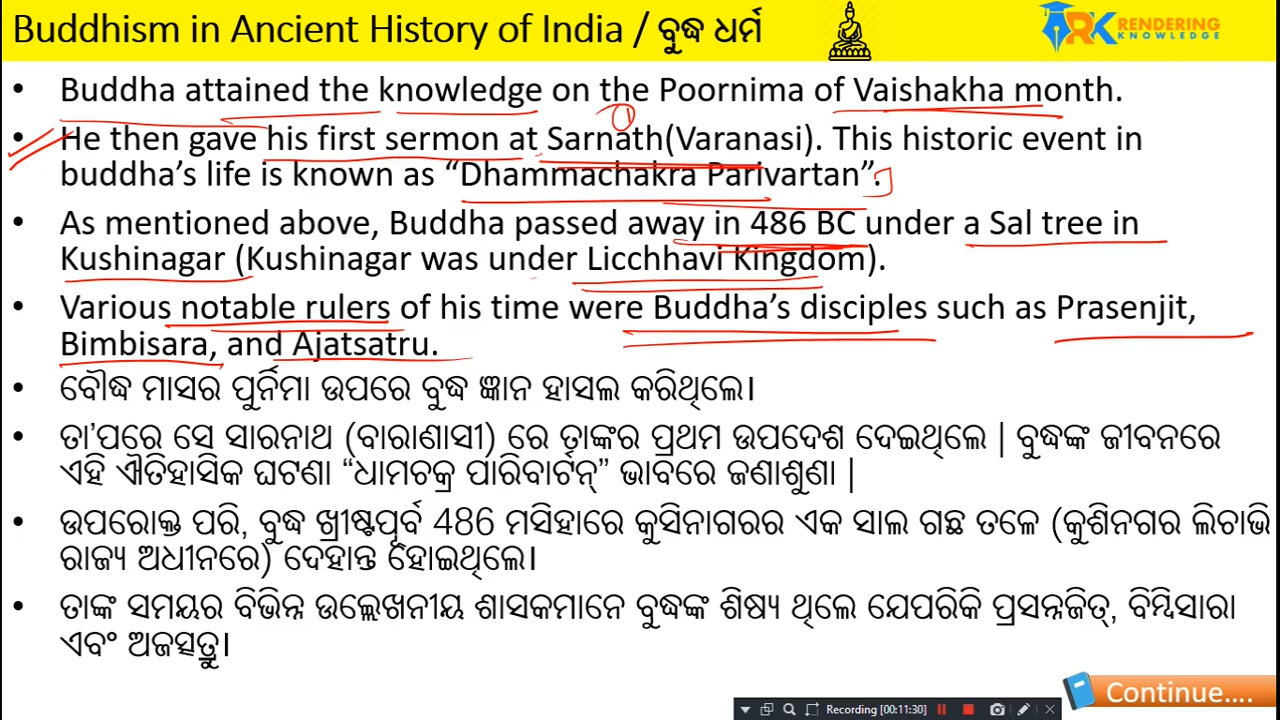 Buddhism in Ancient History of India / ବୁଦ୍ଧ ଧର୍ମ
RK RENDERING
KNOWLEDGE
• Buddha attained the knowledge on the Poornima of Vaishakha month.
• He then gave his first sermon at Sarnath(Varanasi). This historic event in
buddha’s life is known as “Dhammachakra Parivartan”.
• As mentioned above, Buddha passed away in 486 BC under a Sal tree in
Kushinagar (Kushinagar was under Licchhavi Kingdom).
• Various notable rulers of his time were Buddha’s disciples such as Prasenjit,
Bimbisara, and Ajatsatru.
• ବୌଦ୍ଧ ମାସର ପୁର୍ନିମା ଉପରେ ବୁଦ୍ଧ ଜ୍ଞାନ ହାସଲ କରିଥିଲେ।
• ତା’ପରେ ସେ ସାରନାଥ (ବାରାଣାସୀ) ରେ ତାଙ୍କର ପ୍ରଥମ ଉପଦେଶ ଦେଇଥିଲେ | ବୁଦ୍ଧଙ୍କ ଜୀବନରେ
ଏହି ଐତିହାସିକ ଘଟଣା “ଧାମଚକ୍ର ପାରିବାର୍ଟନ୍” ଭାବରେ ଜଣାଶୁଣା |
• ଉପରୋକ୍ତ ପରି, ବୁଦ୍ଧ ଖ୍ରୀଷ୍ଟପୂର୍ବ 486 ମସିହାରେ କୁସିନାଗରର ଏକ ସାଲ ଗଛ ତଳେ (କୁଶିନଗର ଲିଚାଭି
ରାଜ୍ୟ ଅଧୀନରେ) ଦେହାନ୍ତ ହୋଇଥିଲେ।
• ତାଙ୍କ ସମୟର ବିଭିନ୍ନ ଉଲ୍ଲେଖନୀୟ ଶାସକମାନେ ବୁଦ୍ଧଙ୍କ ଶିଷ୍ୟ ଥିଲେ ଯେପରିକି ପ୍ରସନ୍ନଜିତ୍, ବିମ୍ବିସାରା
ଏବଂ ଅଜତ୍ସତ୍ରୁ।
Continue....
Recording [00:11:30]